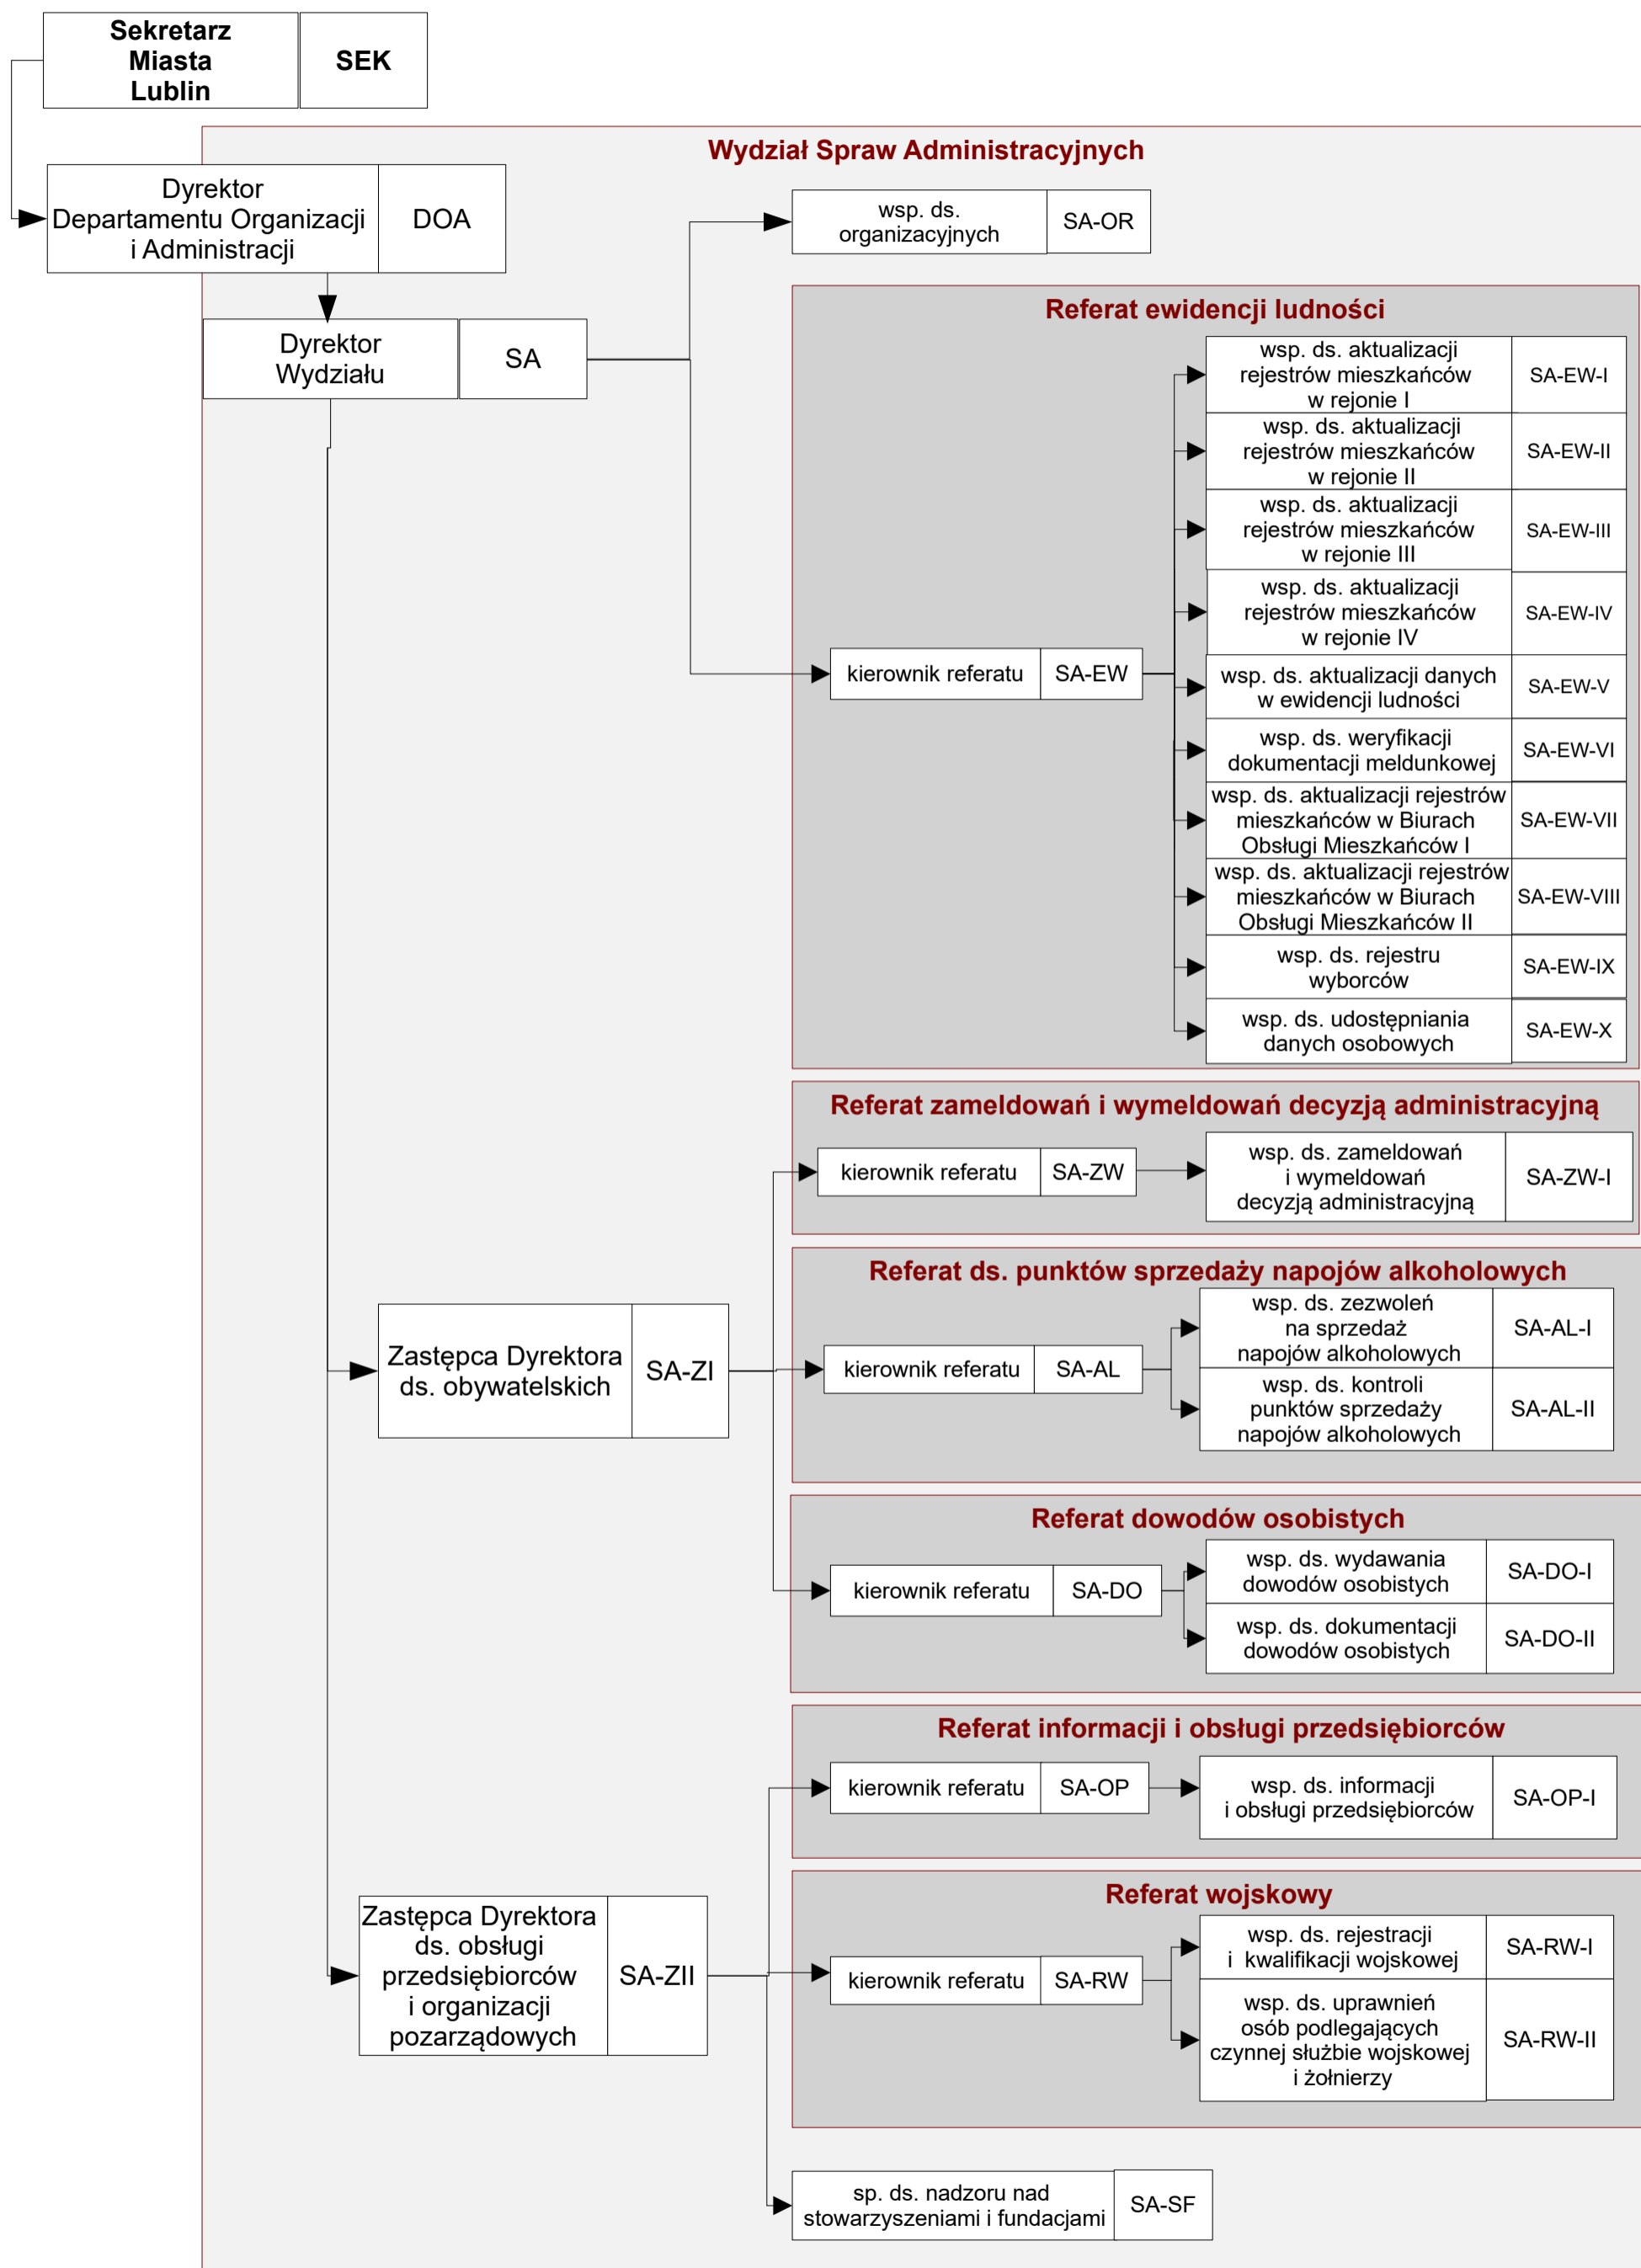 Sekretarz
Miasta
Lublin
SEK
Wydział Spraw Administracyjnych
Dyrektor
Departamentu Organizacji
i Administracji
DOA
wsp. ds.
organizacyjnych
SA-OR
Dyrektor
Wydziału
SA
Referat ewidencji ludności
kierownik referatu
SA-EW
wsp. ds. aktualizacji
rejestrów mieszkańców
w rejonie I
SA-EW-I
wsp. ds. aktualizacji
rejestrów mieszkańców
w rejonie II
SA-EW-II
wsp. ds. aktualizacji
rejestrów mieszkańców
w rejonie III
SA-EW-III
wsp. ds. aktualizacji
rejestrów mieszkańców
w rejonie IV
SA-EW-IV
wsp. ds. aktualizacji danych
w ewidencji ludności
SA-EW-V
wsp. ds. weryfikacji
dokumentacji meldunkowej
SA-EW-VI
wsp. ds. aktualizacji rejestrów
mieszkańców w Biurach
Obsługi Mieszkańców I
SA-EW-VII
wsp. ds. aktualizacji rejestrów
mieszkańców w Biurach
Obsługi Mieszkańców II
SA-EW-VIII
wsp. ds. rejestru
wyborców
SA-EW-IX
wsp. ds. udostępniania
danych osobowych
SA-EW-X
Referat zameldowań i wymeldowań decyzją administracyjną
kierownik referatu
SA-ZW
wsp. ds. zameldowań
i wymeldowań
decyzją administracyjną
SA-ZW-I
Zastępca Dyrektora
ds. obywatelskich
SA-ZI
Referat ds. punktów sprzedaży napojów alkoholowych
kierownik referatu
SA-AL
wsp. ds. zezwoleń
na sprzedaż
napojów alkoholowych
SA-AL-I
wsp. ds. kontroli
punktów sprzedaży
napojów alkoholowych
SA-AL-II
Referat dowodów osobistych
kierownik referatu
SA-DO
wsp. ds. wydawania
dowodów osobistych
SA-DO-I
wsp. ds. dokumentacji
dowodów osobistych
SA-DO-II
Referat informacji i obsługi przedsiębiorców
kierownik referatu
SA-OP
wsp. ds. informacji
i obsługi przedsiębiorców
SA-OP-I
Zastępca Dyrektora
ds. obsługi
przedsiębiorców
i organizacji
pozarządowych
SA-ZII
Referat wojskowy
kierownik referatu
SA-RW
wsp. ds. rejestracji
i kwalifikacji wojskowej
SA-RW-I
wsp. ds. uprawnień
osób podlegających
czynnej służbie wojskowej
i żołnierzy
SA-RW-II
sp. ds. nadzoru nad
stowarzyszeniami i fundacjami
SA-SF